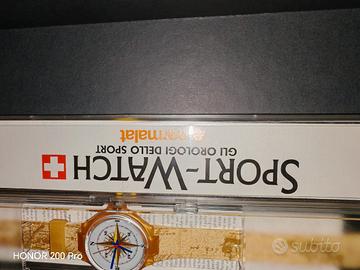 SPORT-WATCH
GLI OROLOGI DELLO SPORT
parmalat
HONOR 200 Pro
subito